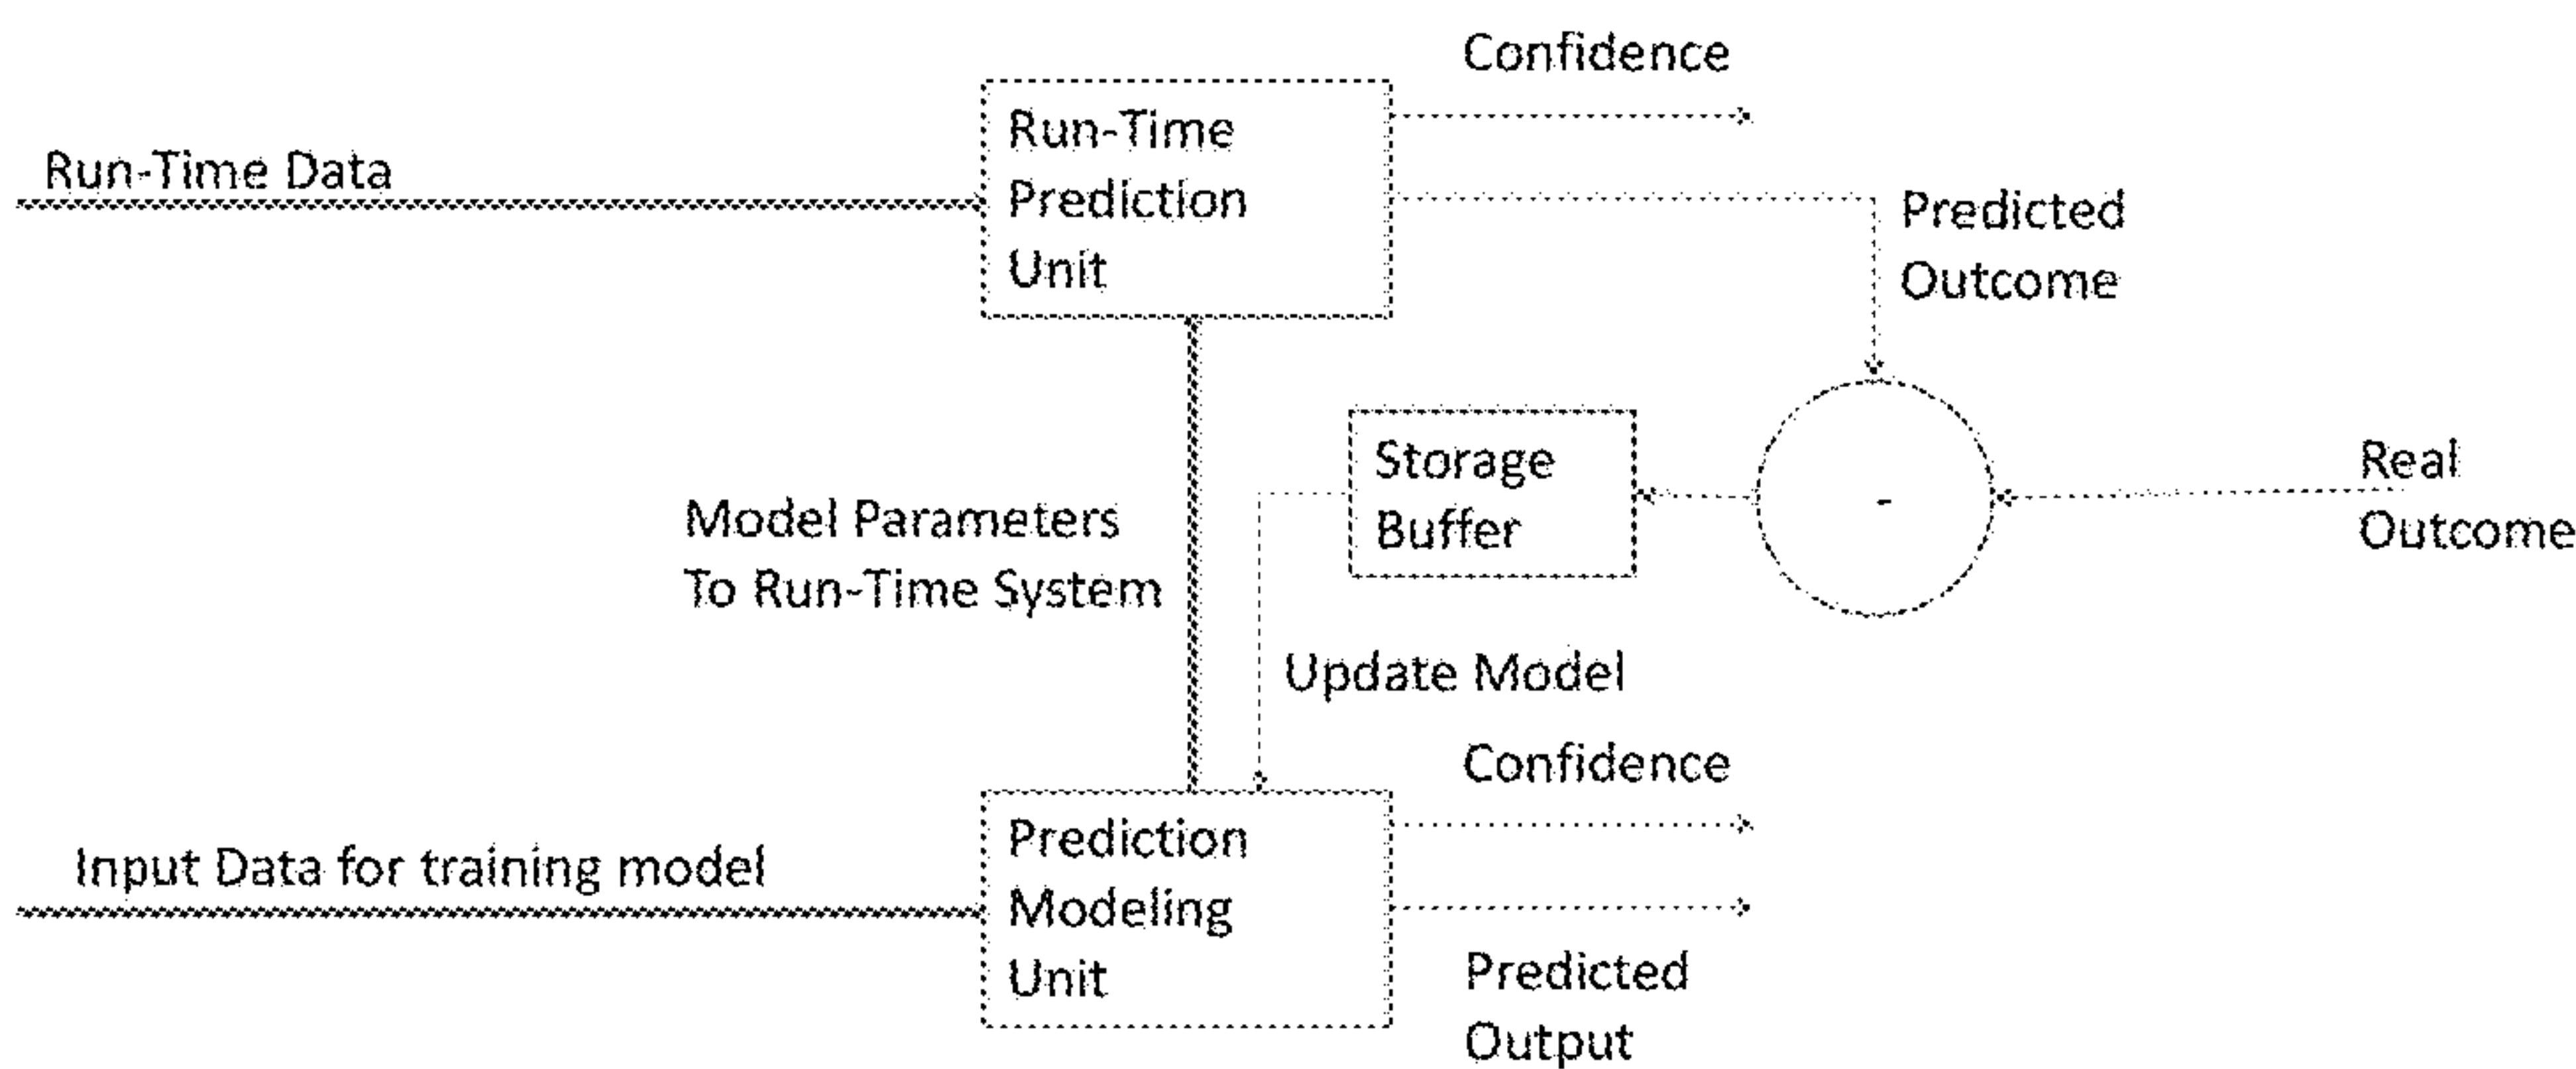 Confidence
Run-Time Data
Run-Time
Prediction
Unit
Predicted
Outcome
Model Parameters
To Run-Time System
Storage
Buffer
-
Real
Outcome
Update Model
Confidence
Input Data for training model
Prediction
Modeling
Unit
Predicted
Output